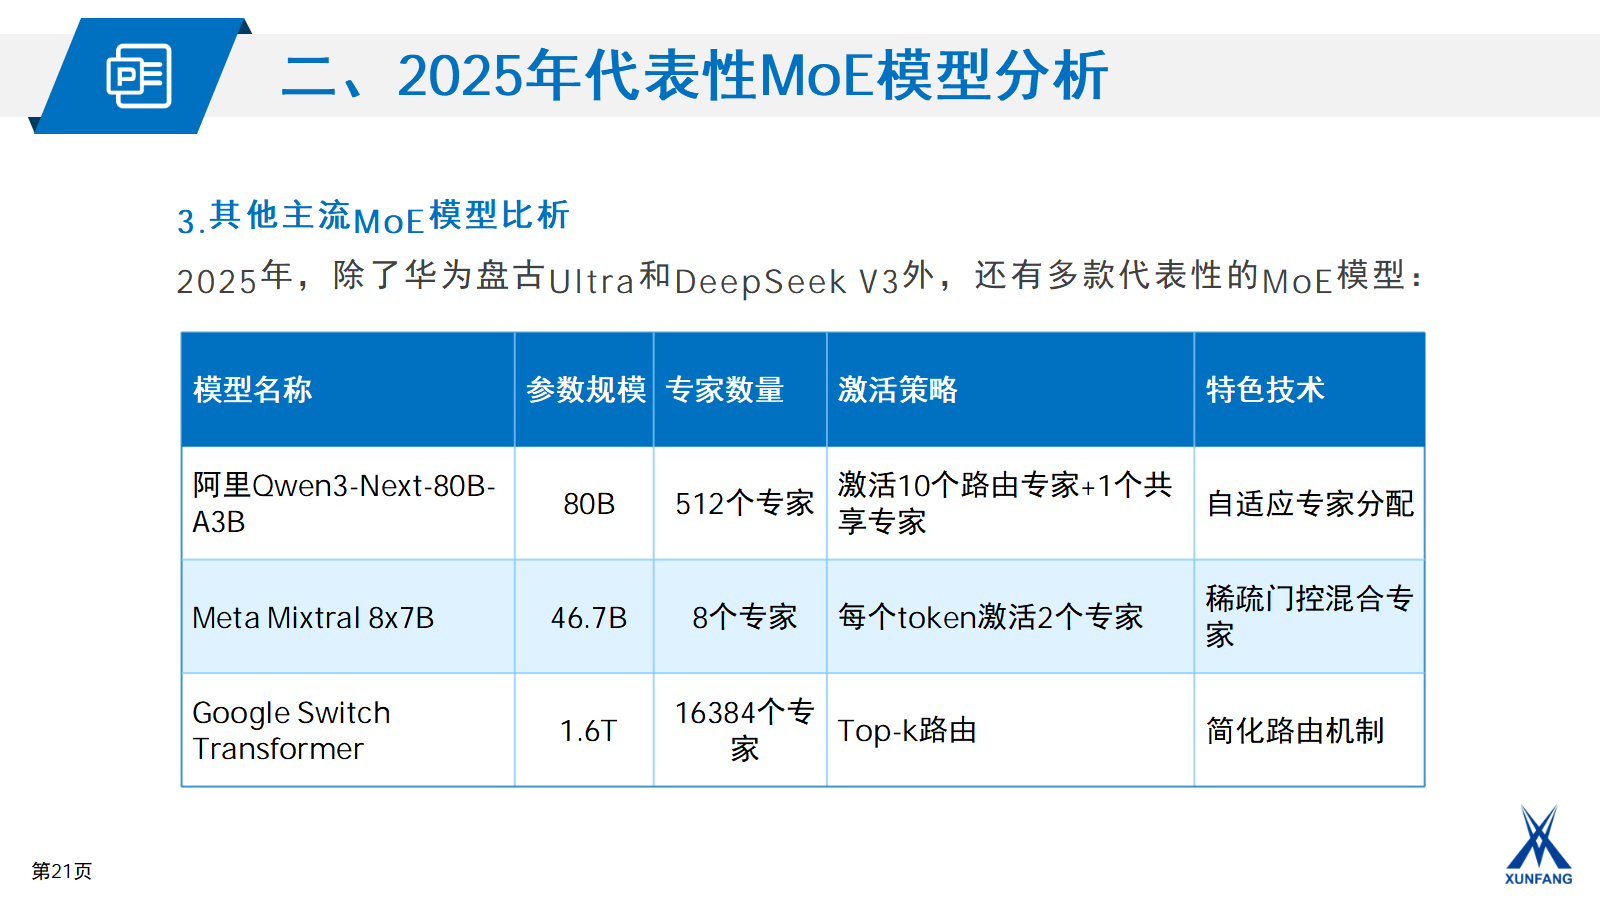 二、2025年代表性MoE模型分析
3.其他主流MoE模型比析
2025年，除了华为盘古Ultra和DeepSeek V3外，还有多款代表性的MoE模型：
模型名称 参数规模 专家数量 激活策略 特色技术
阿里Qwen3-Next-80B-
A3B
80B
512个专家
激活10个路由专家+1个共
享专家
自适应专家分配
Meta Mixtral 8x7B
46.7B
8个专家
每个token激活2个专家
稀疏门控混合专
家
Google Switch
Transformer
1.6T
16384个专
家
Top-k路由
简化路由机制
第21页
XUNFANG